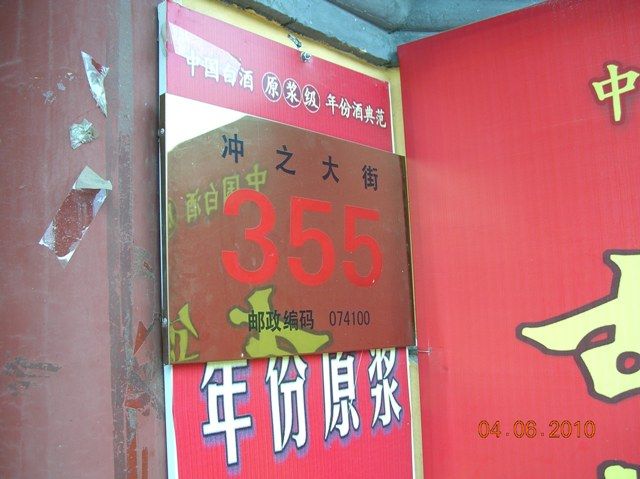 中国白酒 原浆级 年份酒典范
冲之大街
355
邮政编码 074100
年份原浆
中
04.06.2010